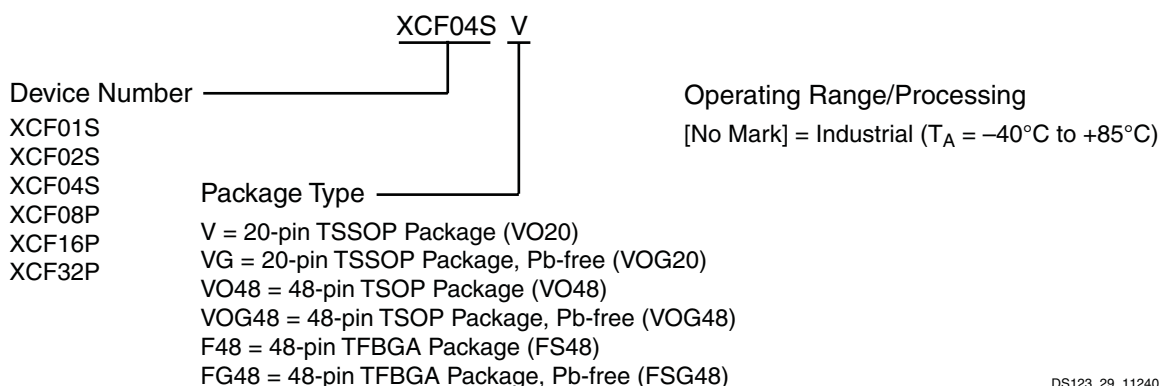 XCF04S V
Device Number
XCF01S
XCF02S
XCF04S
XCF08P
XCF16P
XCF32P
Package Type
V = 20-pin TSSOP Package (VO20)
VG = 20-pin TSSOP Package, Pb-free (VOG20)
VO48 = 48-pin TSOP Package (VO48)
VOG48 = 48-pin TSOP Package, Pb-free (VOG48)
F48 = 48-pin TFBGA Package (FS48)
FG48 = 48-pin TFBGA Package, Pb-free (FSG48)
Operating Range/Processing
[No Mark] = Industrial (TA = –40°C to +85°C)
DS123_29_11240